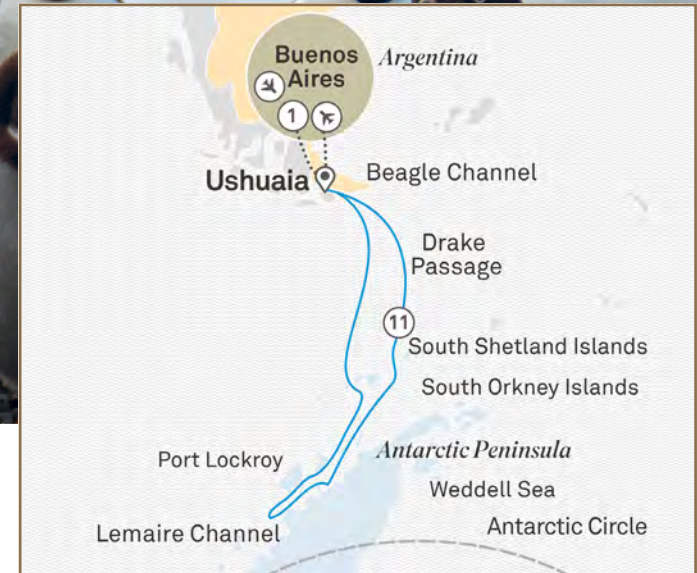 Buenos
Aires
Argentina
1
Ushuaia
Beagle Channel
Drake
Passage
11
South Shetland Islands
South Orkney Islands
Port Lockroy
Antarctic Peninsula
Weddell Sea
Lemaire Channel
Antarctic Circle